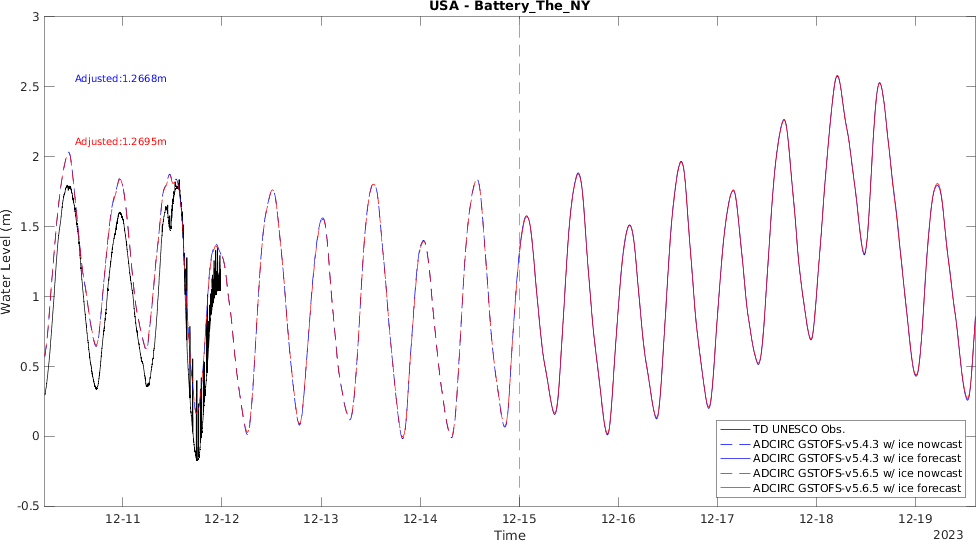 USA - Battery_The_NY
3
2.5
2
1.5
1
0.5
0
-0.5
Water Level (m)
Adjusted:1.2668m
Adjusted:1.2695m
TD UNESCO Obs.
ADCIRC GSTOFS-v5.4.3 w/ ice nowcast
ADCIRC GSTOFS-v5.4.3 w/ ice forecast
ADCIRC GSTOFS-v5.6.5 w/ ice nowcast
ADCIRC GSTOFS-v5.6.5 w/ ice forecast
12-11 12-12 12-13 12-14 12-15 12-16 12-17 12-18 12-19
Time
2023